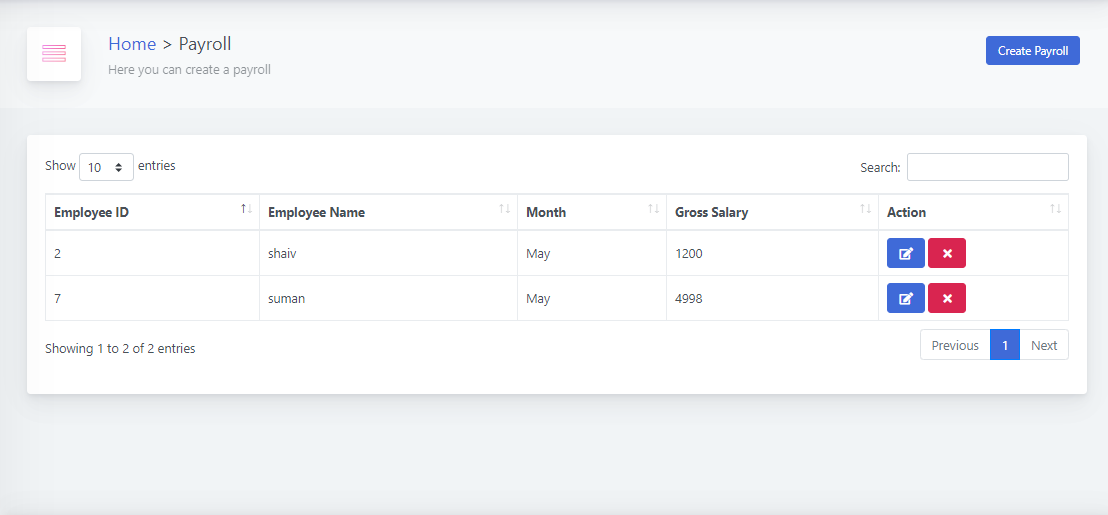 Home > Payroll
Here you can create a payroll
Create Payroll
Show 10 entries
Search:
Employee ID Employee Name Month Gross Salary Action
2 shaiv May 1200
7 suman May 4998
Showing 1 to 2 of 2 entries
Previous 1 Next